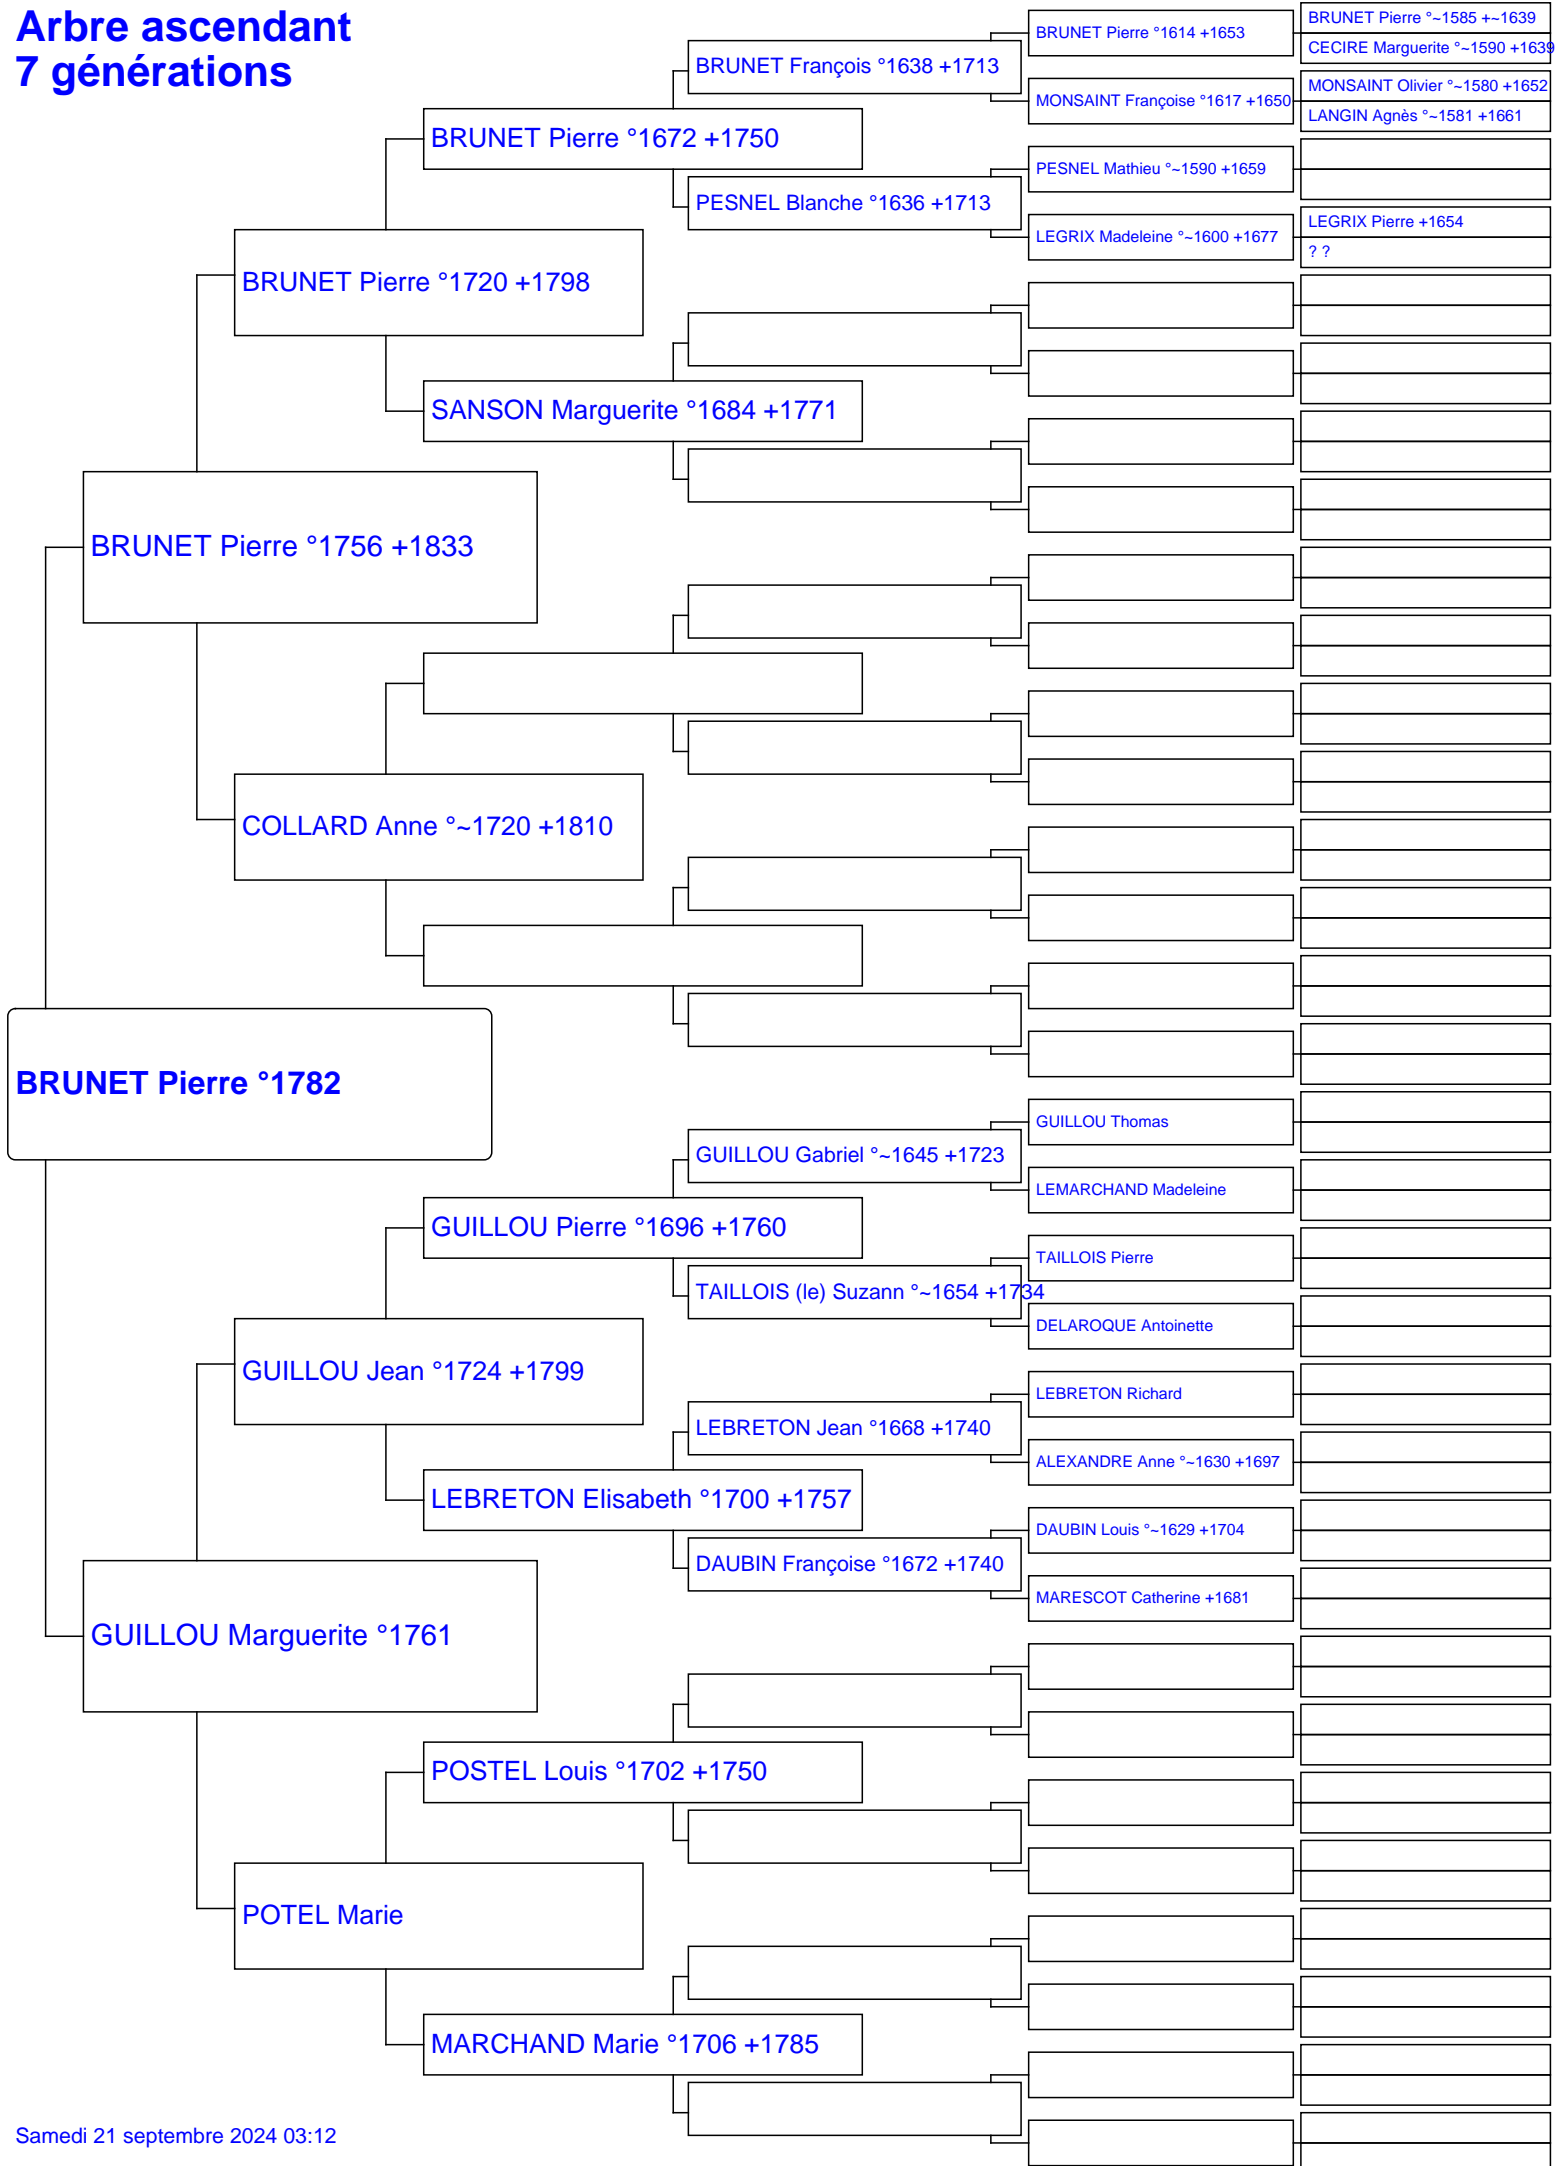 Arbre ascendant
7 générations
BRUNET Pierre °1782
BRUNET Pierre °1756 +1833
GUILLOU Marguerite °1761
BRUNET Pierre °1720 +1798
COLLARD Anne °~1720 +1810
GUILLOU Jean °1724 +1799
POTEL Marie
BRUNET Pierre °1672 +1750
SANSON Marguerite °1684 +1771
GUILLOU Pierre °1696 +1760
LEBRETON Elisabeth °1700 +1757
POSTEL Louis °1702 +1750
MARCHAND Marie °1706 +1785
BRUNET François °1638 +1713
PESNEL Blanche °1636 +1713
GUILLOU Gabriel °~1645 +1723
TAILLOIS (le) Suzann °~1654 +1734
LEBRETON Jean °1668 +1740
DAUBIN Françoise °1672 +1740
BRUNET Pierre °1614 +1653
MONSAINT Françoise °1617 +1650
PESNEL Mathieu °~1590 +1659
LEGRIX Madeleine °~1600 +1677
GUILLOU Thomas
LEMARCHAND Madeleine
TAILLOIS Pierre
DELAROQUE Antoinette
LEBRETON Richard
ALEXANDRE Anne °~1630 +1697
DAUBIN Louis °~1629 +1704
MARESCOT Catherine +1681
BRUNET Pierre °~1585 +~1639
CECIRE Marguerite °~1590 +1639
MONSAINT Olivier °~1580 +1652
LANGIN Agnès °~1581 +1661
LEGRIX Pierre +1654
? ?
Samedi 21 septembre 2024 03:12